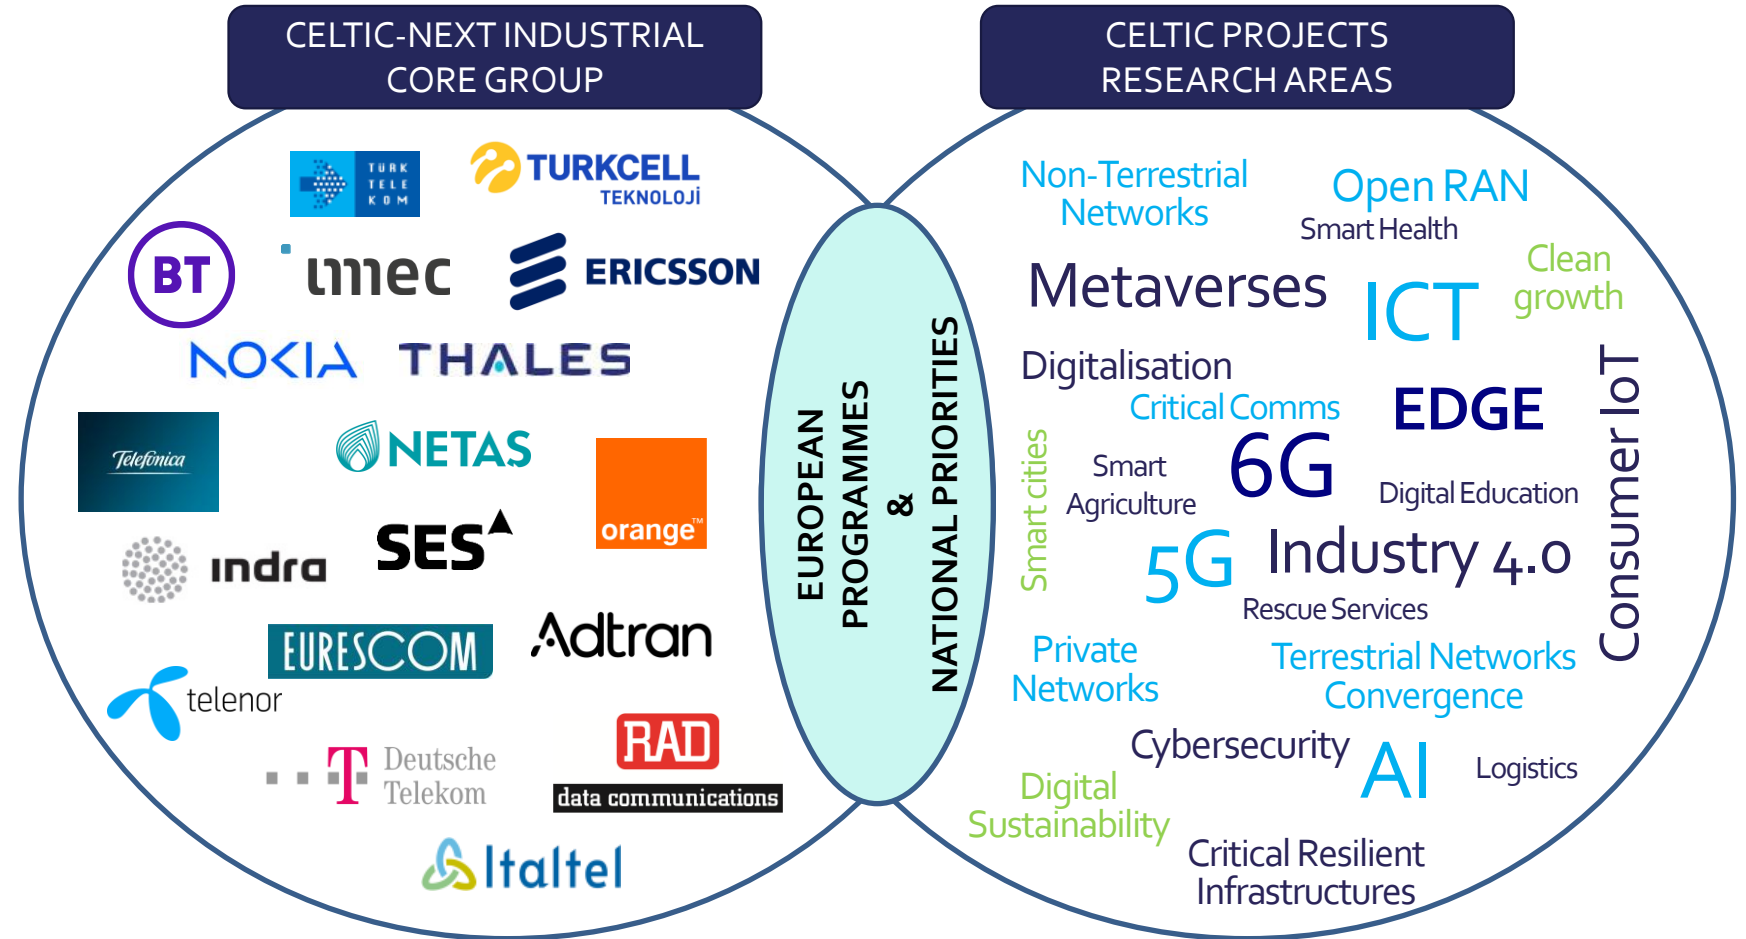 CELTIC-NEXT INDUSTRIAL
CORE GROUP
TÜRK
TELE
KOM
TURKCELL
TEKNOLOJİ
BT
imec
ERICSSON
NOKIA
THALES
Telefónica
NETAS
orange™
indra
SES
EURESCOM
Adtran
telenor
Deutsche
Telekom
T
RAD
data communications
Italtel
EUROPEAN
PROGRAMMES
&
NATIONAL PRIORITIES
CELTIC PROJECTS
RESEARCH AREAS
Non-Terrestrial
Networks
Open RAN
Smart Health
Metaverses
ICT
Clean
growth
Digitalisation
Critical Comms
EDGE
Consumer IoT
Smart cities
Smart
Agriculture
6G
Digital Education
5G
Industry 4.0
Rescue Services
Private
Networks
Terrestrial Networks
Convergence
Cybersecurity
AI
Logistics
Digital
Sustainability
Critical Resilient
Infrastructures